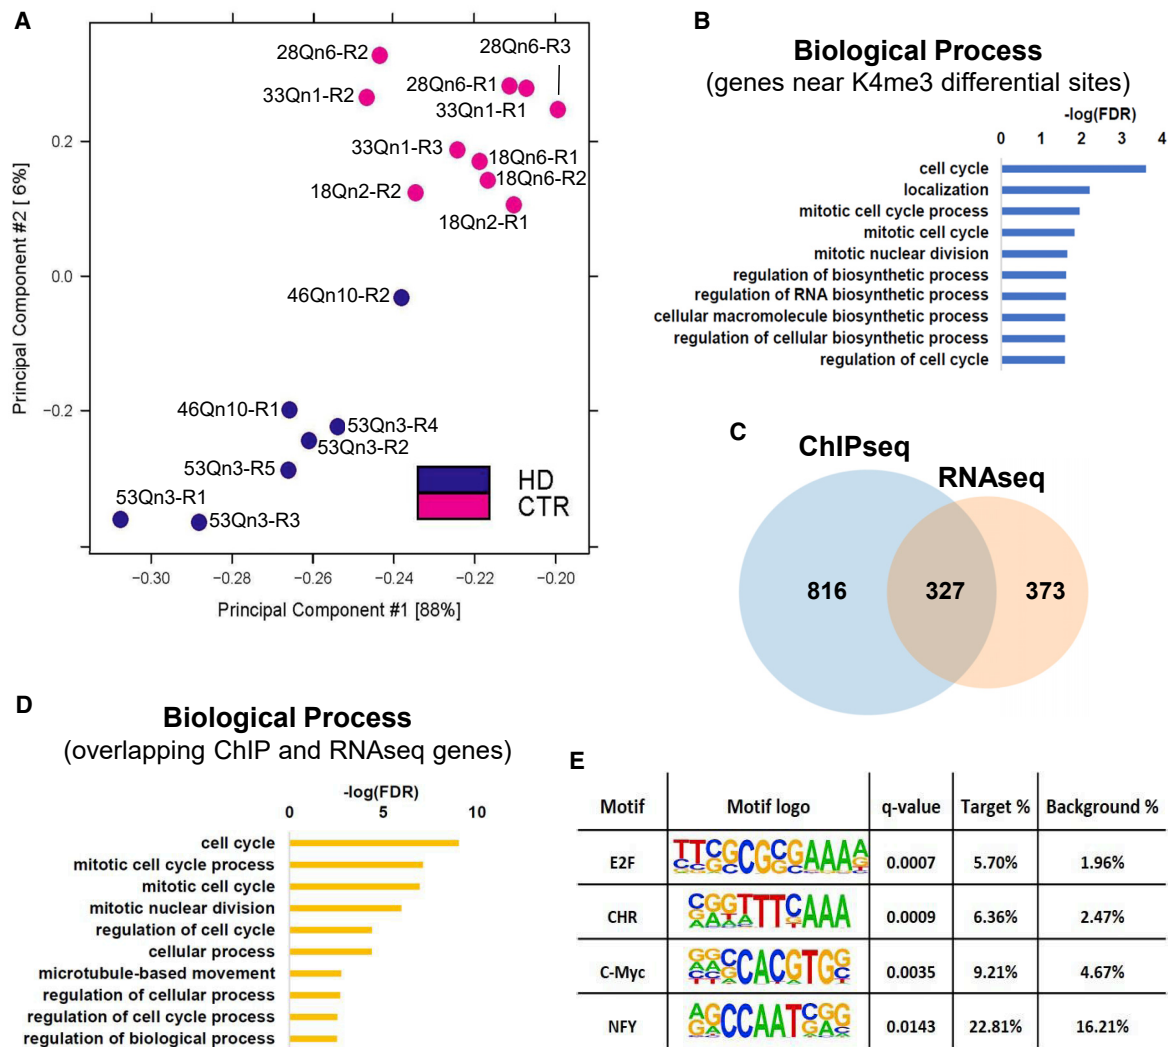 A
28Qn6-R2
28Qn6-R3
33Qn1-R2
28Qn6-R1
33Qn1-R1
33Qn1-R3
18Qn6-R1
18Qn6-R2
18Qn2-R2
18Qn2-R1
46Qn10-R2
46Qn10-R1
53Qn3-R4
53Qn3-R2
53Qn3-R5
53Qn3-R1
53Qn3-R3
HD
CTR
0.2
0.0
−0.2
Principal Component #2 [ 6%]
−0.30 −0.28 −0.26 −0.24 −0.22 −0.20
Principal Component #1 [88%]
B
Biological Process
(genes near K4me3 differential sites)
-log(FDR)
0 1 2 3 4
cell cycle
localization
mitotic cell cycle process
mitotic cell cycle
mitotic nuclear division
regulation of biosynthetic process
regulation of RNA biosynthetic process
cellular macromolecule biosynthetic process
regulation of cellular biosynthetic process
regulation of cell cycle
C
ChIPseq
RNAseq
816 327 373
D
Biological Process
(overlapping ChIP and RNAseq genes)
-log(FDR)
0 5 10
cell cycle
mitotic cell cycle process
mitotic cell cycle
mitotic nuclear division
regulation of cell cycle
cellular process
microtubule-based movement
regulation of cellular process
regulation of cell cycle process
regulation of biological process
E
Motif Motif logo q-value Target % Background %
E2F TTCGCGCGAAAA 0.0007 5.70% 1.96%
CHR CGGTTTCAAA 0.0009 6.36% 2.47%
C-Myc GGCCACGTGG 0.0035 9.21% 4.67%
NFY AGCCAATCGG 0.0143 22.81% 16.21%